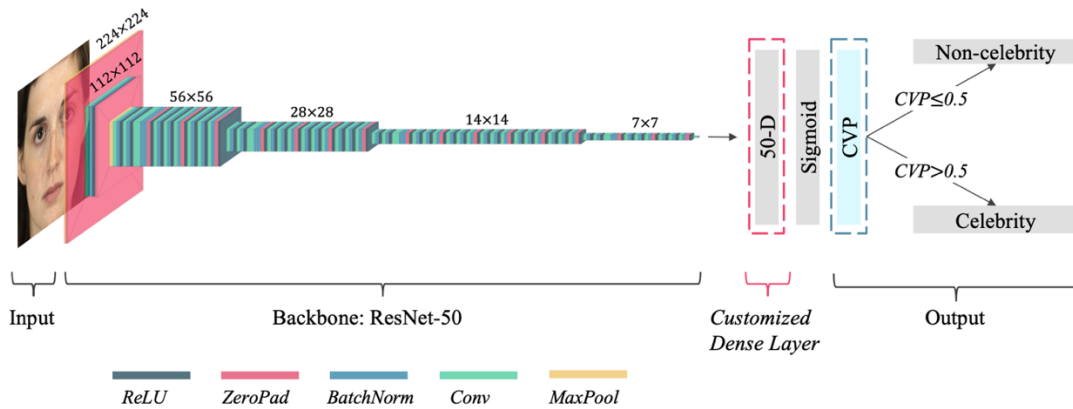 224×224
112×112
56×56
28×28
14×14
7×7
50-D
Sigmoid
CVP
Non-celebrity
CVP≤0.5
CVP>0.5
Celebrity
Input
Backbone: ResNet-50
Customized
Dense Layer
Output
ReLU
ZeroPad
BatchNorm
Conv
MaxPool